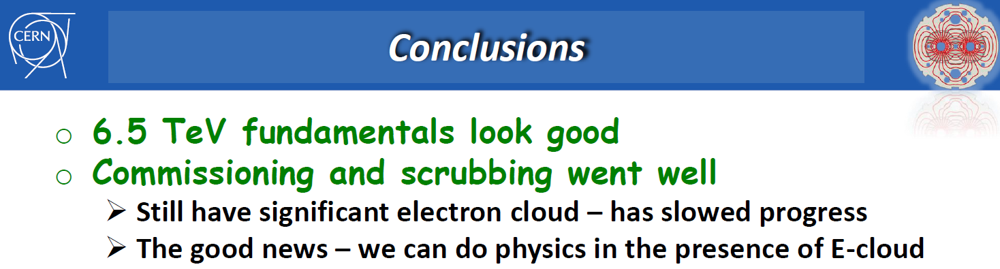 CERN
Conclusions
6.5 TeV fundamentals look good
Commissioning and scrubbing went well
Still have significant electron cloud – has slowed progress
The good news – we can do physics in the presence of E-cloud